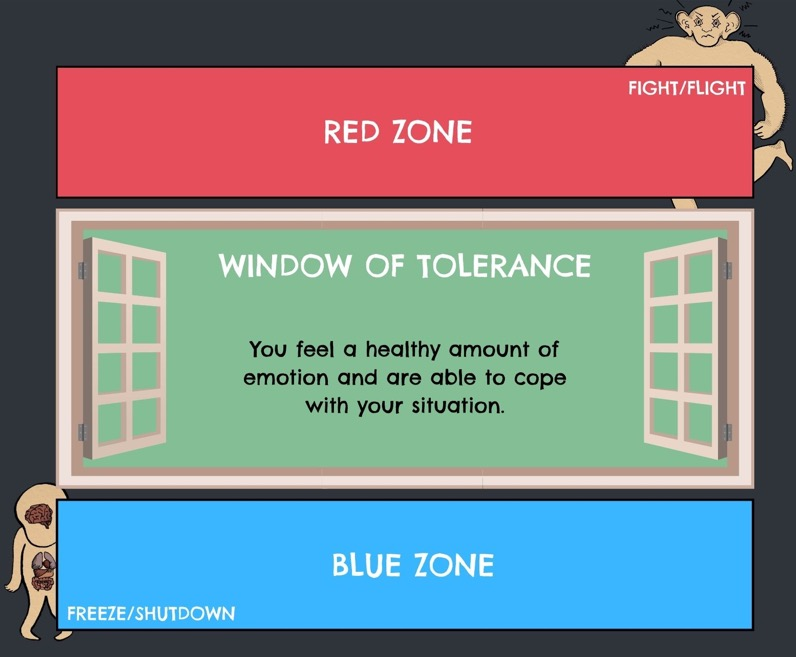 FIGHT/FLIGHT
RED ZONE
WINDOW OF TOLERANCE
You feel a healthy amount of
emotion and are able to cope
with your situation.
BLUE ZONE
FREEZE/SHUTDOWN